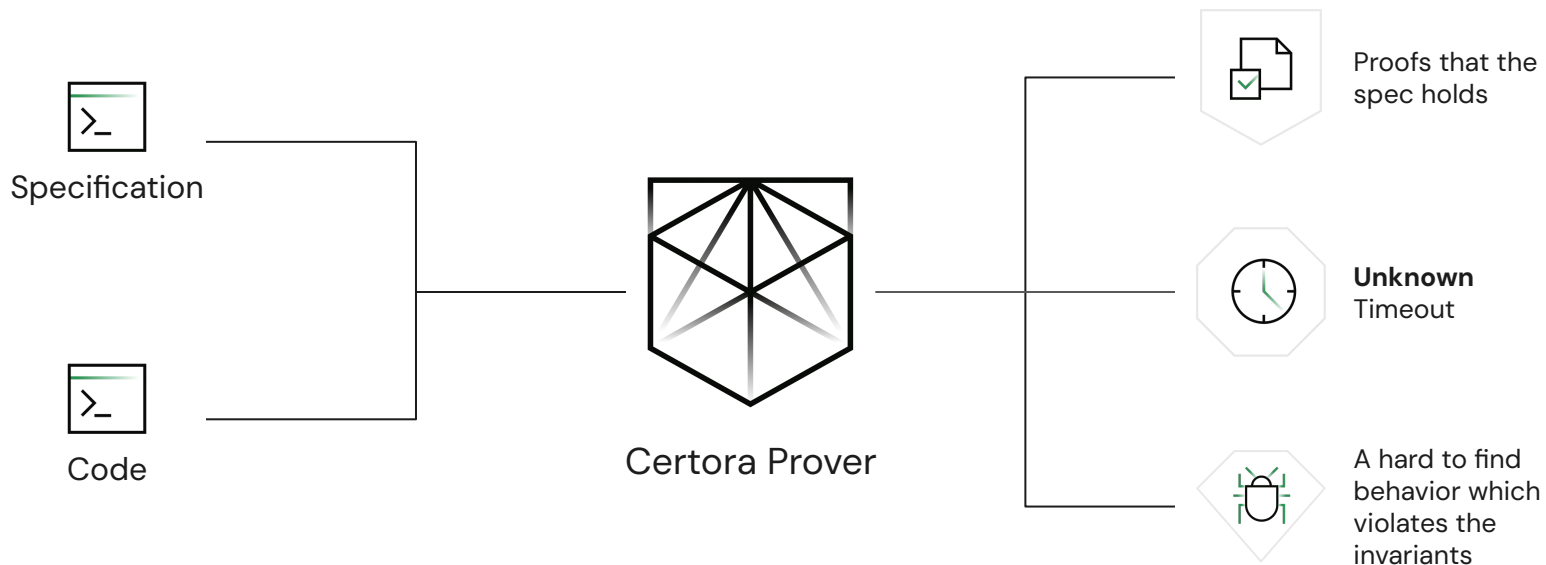 Specification
Code
Certora Prover
Proofs that the
spec holds
Unknown
Timeout
A hard to find
behavior which
violates the
invariants